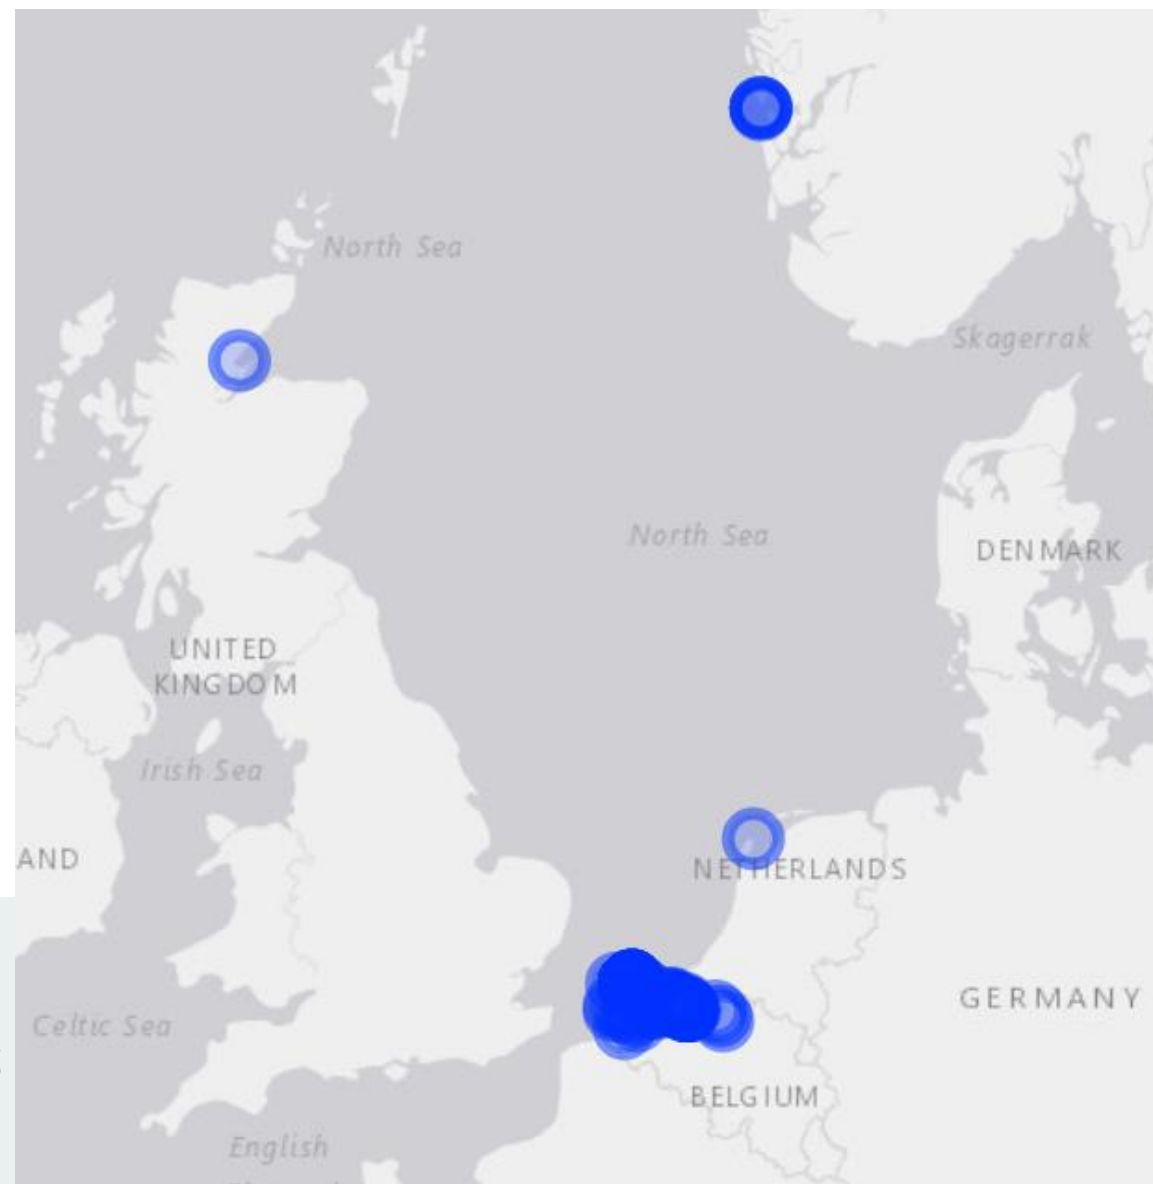 North Sea
Skagerrak
North Sea
DENMARK
UNITED
KINGDOM
Irish Sea
AND
NETHERLANDS
GERMANY
Celtic Sea
BELGIUM
English